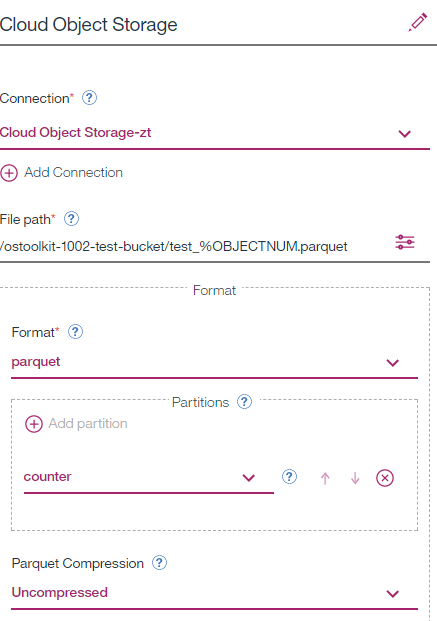 Cloud Object Storage
Connection* ?
Cloud Object Storage-zt
Add Connection
File path* ?
/ostoolkit-1002-test-bucket/test_%OBJECTNUM.parquet
Format
Format* ?
parquet
Partitions ?
Add partition
counter ?
Parquet Compression ?
Uncompressed